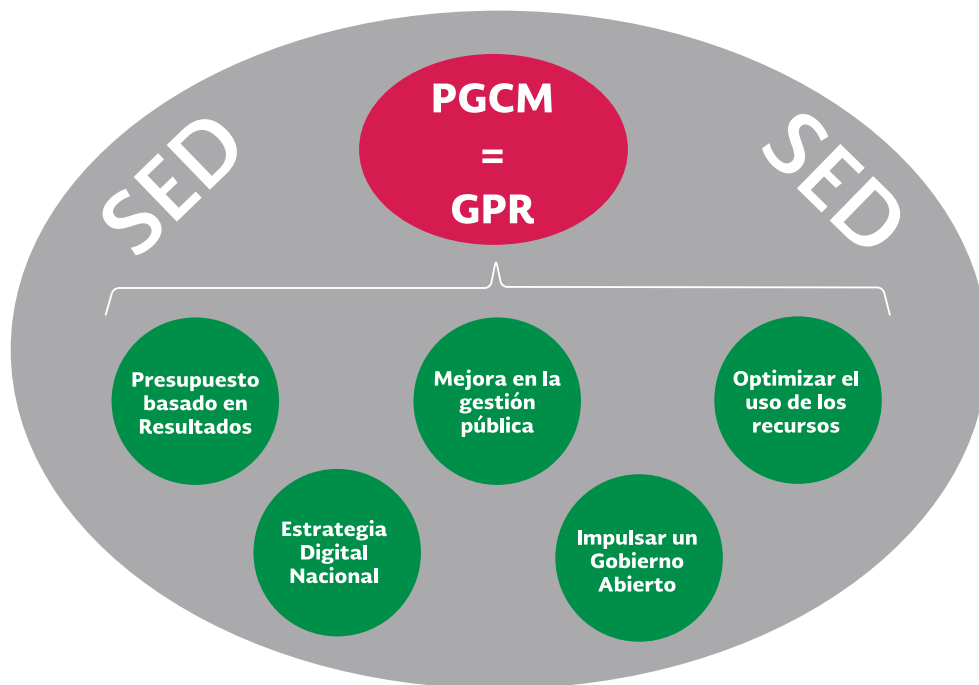 SED
PGCM
=
GPR
SED
Presupuesto
basado en
Resultados
Mejora en la
gestión
pública
Optimizar el
uso de los
recursos
Estrategia
Digital
Nacional
Impulsar un
Gobierno
Abierto